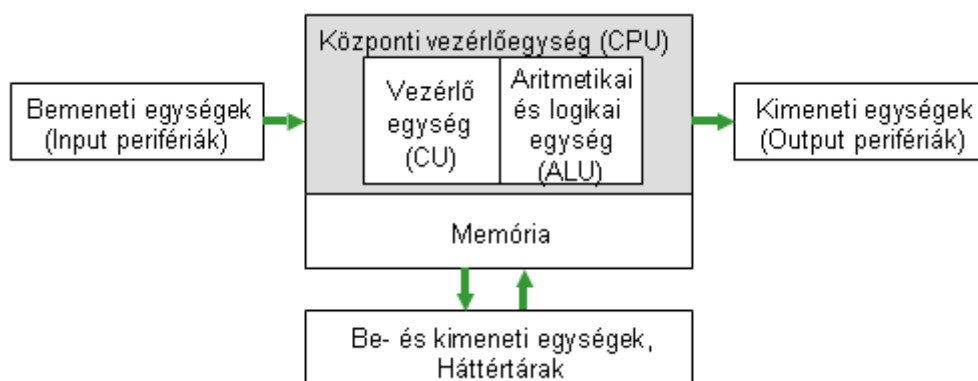 Központi vezérlőegység (CPU)
Bemeneti egységek
(Input perifériák)
Vezérlő
egység
(CU)
Aritmetikai
és logikai
egység
(ALU)
Kimeneti egységek
(Output perifériák)
Memória
Be- és kimeneti egységek,
Háttértárak